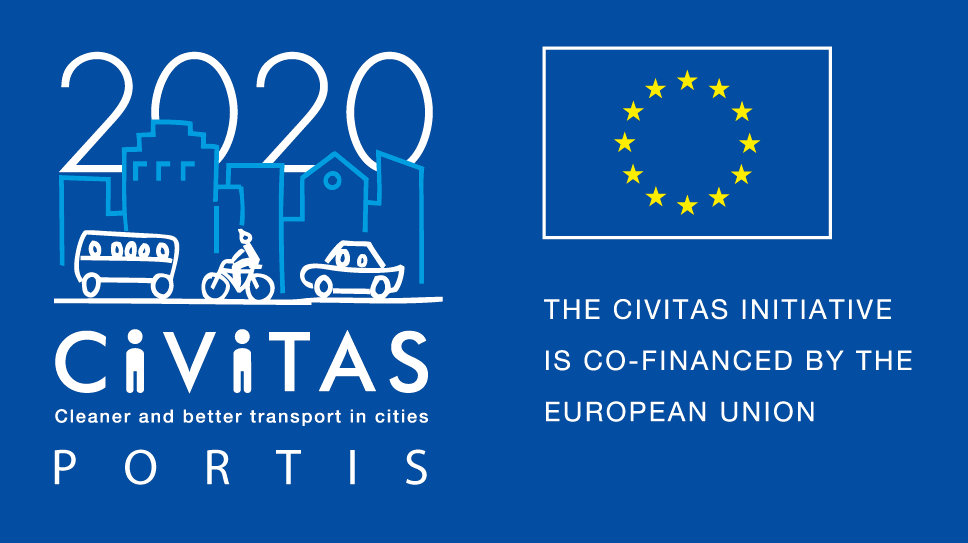 2020
CiViTAS
Cleaner and better transport in cities
PORTIS
THE CIVITAS INITIATIVE
IS CO-FINANCED BY THE
EUROPEAN UNION